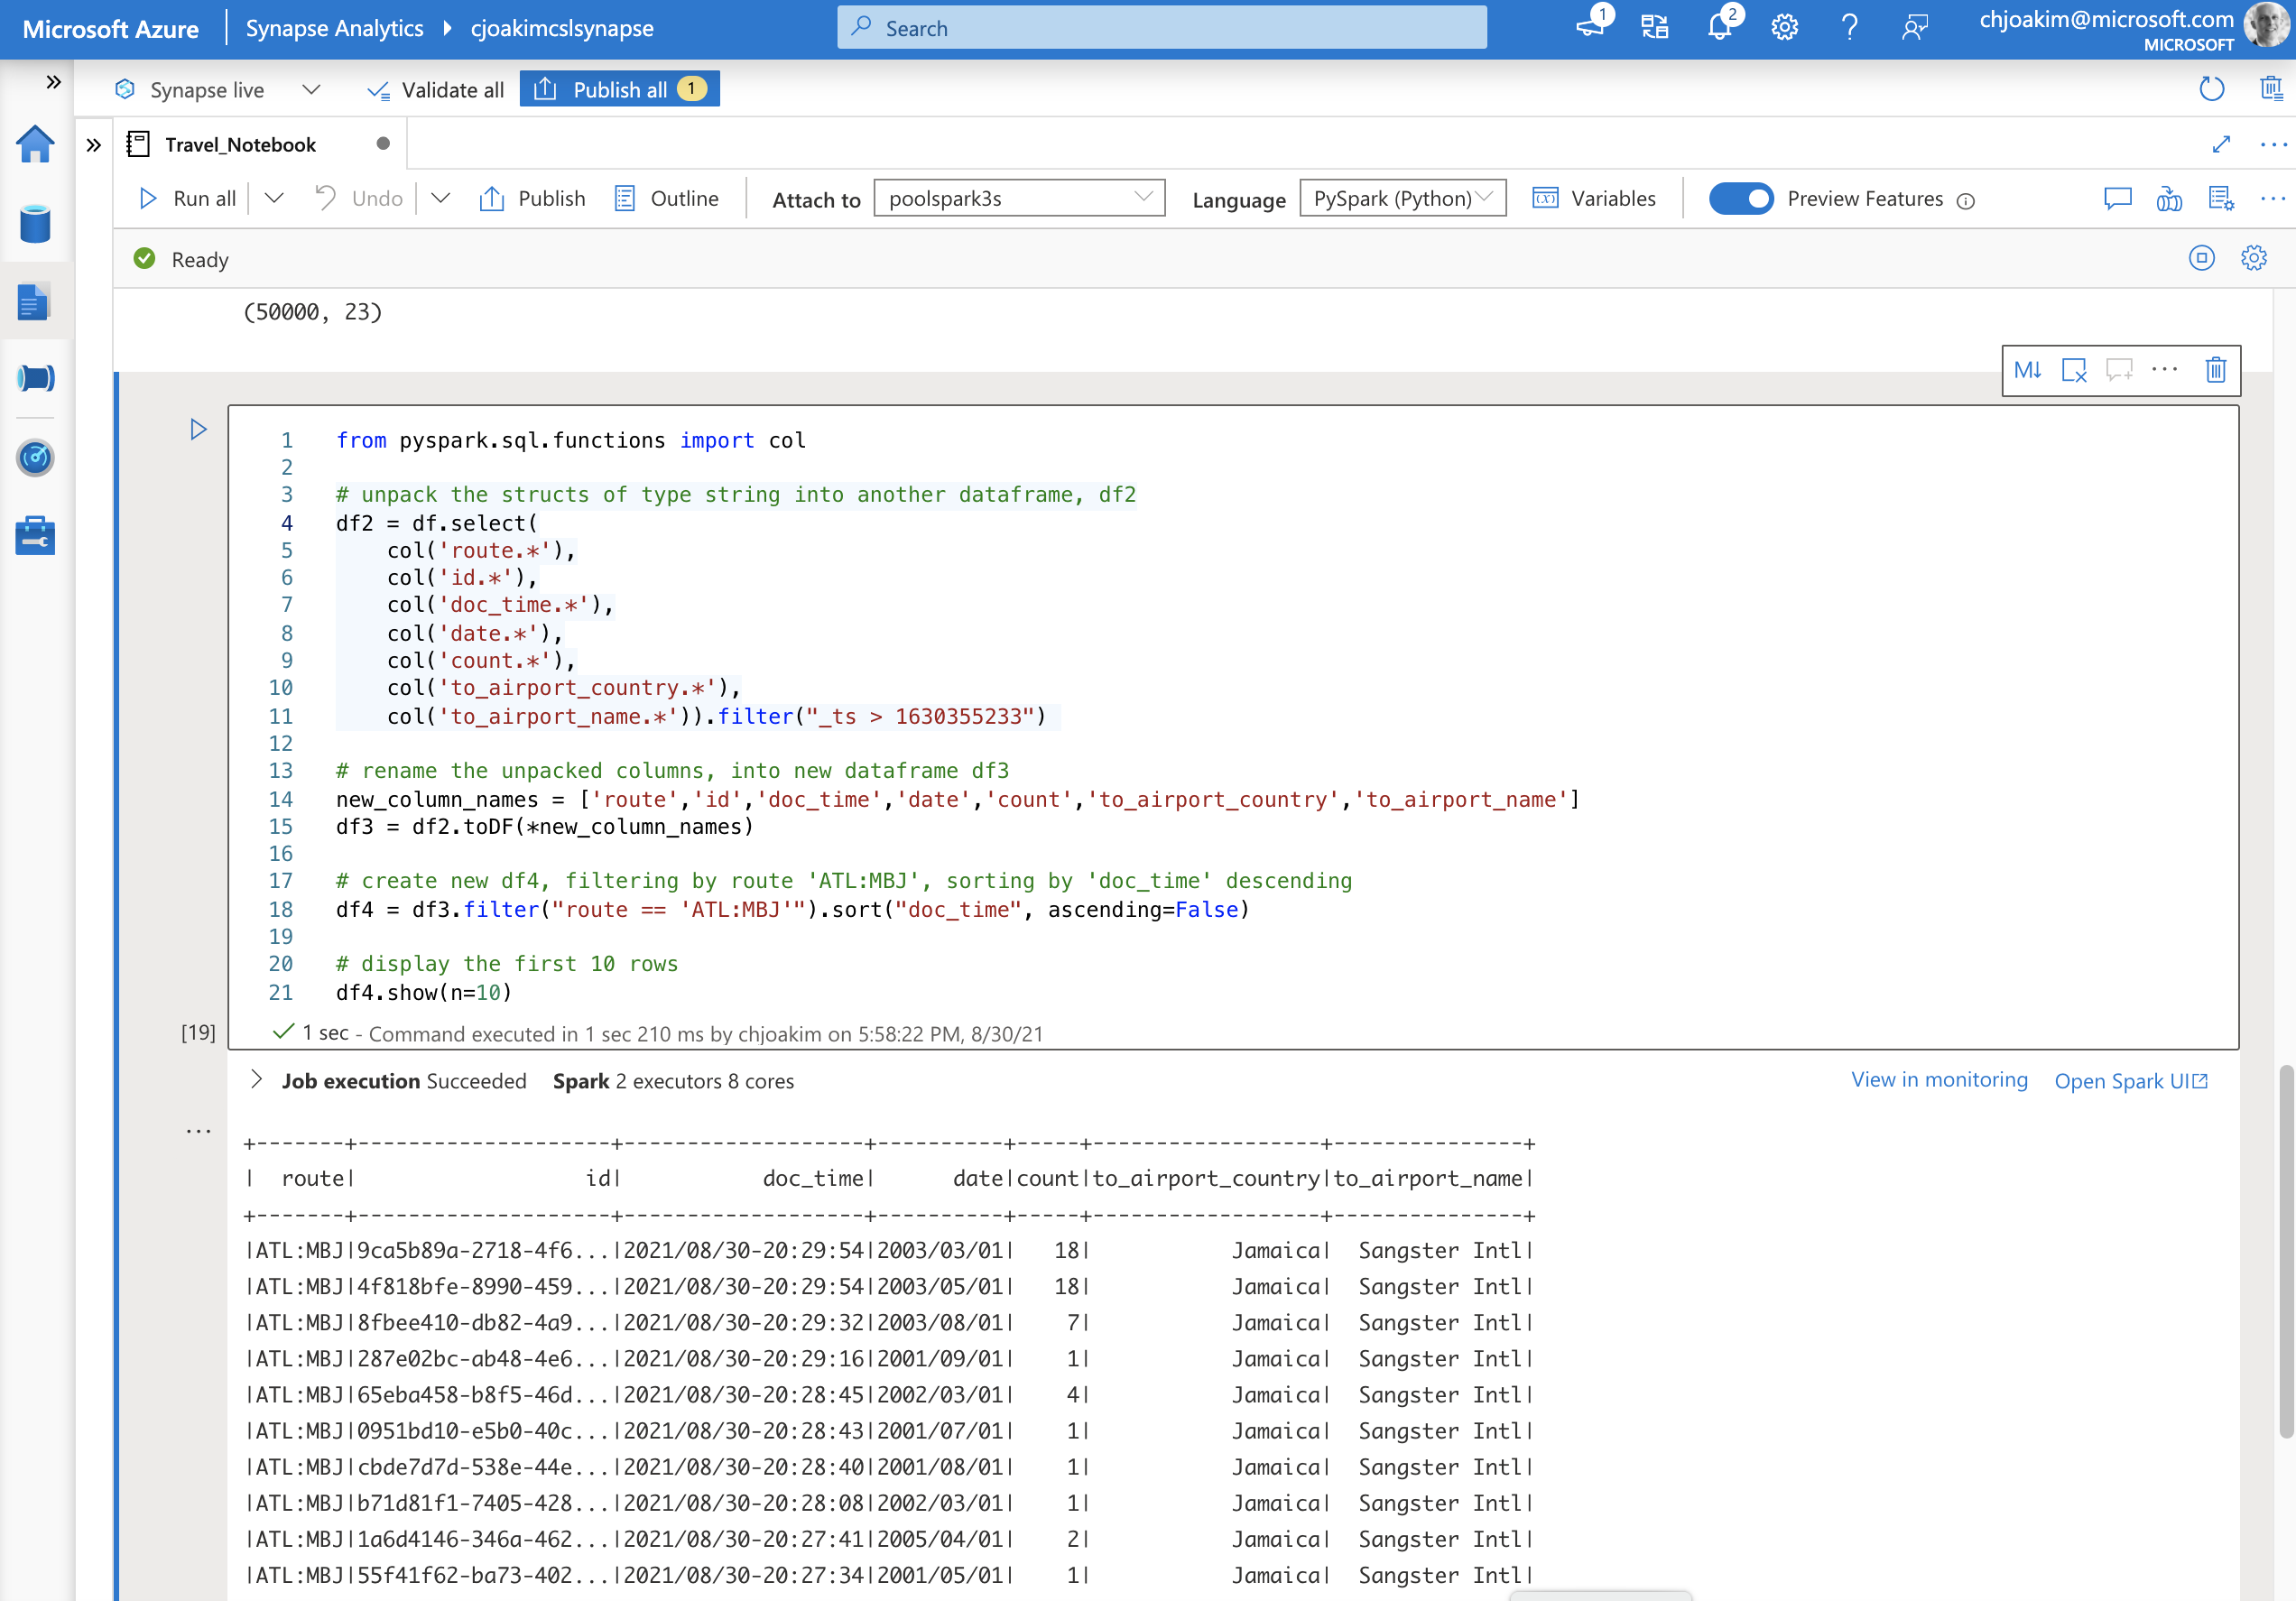 Microsoft Azure Synapse Analytics cjoakimcslsynapse Search 1 2 chjoakim@microsoft.com
MICROSOFT
Synapse live Validate all Publish all 1
Travel_Notebook
Run all Undo Publish Outline Attach to poolspark3s Language PySpark (Python) Variables Preview Features
Ready
(50000, 23)
M↓
1 from pyspark.sql.functions import col
2
3 # unpack the structs of type string into another dataframe, df2
4 df2 = df.select(
5     col('route.*'),
6     col('id.*'),
7     col('doc_time.*'),
8     col('date.*'),
9     col('count.*'),
10     col('to_airport_country.*'),
11     col('to_airport_name.*')).filter("_ts > 1630355233")
12
13 # rename the unpacked columns, into new dataframe df3
14 new_column_names = ['route','id','doc_time','date','count','to_airport_country','to_airport_name']
15 df3 = df2.toDF(*new_column_names)
16
17 # create new df4, filtering by route 'ATL:MBJ', sorting by 'doc_time' descending
18 df4 = df3.filter("route == 'ATL:MBJ'").sort("doc_time", ascending=False)
19
20 # display the first 10 rows
21 df4.show(n=10)
[19] 1 sec - Command executed in 1 sec 210 ms by chjoakim on 5:58:22 PM, 8/30/21
Job execution Succeeded Spark 2 executors 8 cores View in monitoring Open Spark UI
...
+-------+--------------------+-------------------+----------+-----+------------------+---------------+
|  route|                  id|           doc_time|      date|count|to_airport_country|to_airport_name|
+-------+--------------------+-------------------+----------+-----+------------------+---------------+
|ATL:MBJ|9ca5b89a-2718-4f6...|2021/08/30-20:29:54|2003/03/01|   18|           Jamaica|  Sangster Intl|
|ATL:MBJ|4f818bfe-8990-459...|2021/08/30-20:29:54|2003/05/01|   18|           Jamaica|  Sangster Intl|
|ATL:MBJ|8fbee410-db82-4a9...|2021/08/30-20:29:32|2003/08/01|    7|           Jamaica|  Sangster Intl|
|ATL:MBJ|287e02bc-ab48-4e6...|2021/08/30-20:29:16|2001/09/01|    1|           Jamaica|  Sangster Intl|
|ATL:MBJ|65eba458-b8f5-46d...|2021/08/30-20:28:45|2002/03/01|    4|           Jamaica|  Sangster Intl|
|ATL:MBJ|0951bd10-e5b0-40c...|2021/08/30-20:28:43|2001/07/01|    1|           Jamaica|  Sangster Intl|
|ATL:MBJ|cbde7d7d-538e-44e...|2021/08/30-20:28:40|2001/08/01|    1|           Jamaica|  Sangster Intl|
|ATL:MBJ|b71d81f1-7405-428...|2021/08/30-20:28:08|2002/03/01|    1|           Jamaica|  Sangster Intl|
|ATL:MBJ|1a6d4146-346a-462...|2021/08/30-20:27:41|2005/04/01|    2|           Jamaica|  Sangster Intl|
|ATL:MBJ|55f41f62-ba73-402...|2021/08/30-20:27:34|2001/05/01|    1|           Jamaica|  Sangster Intl|